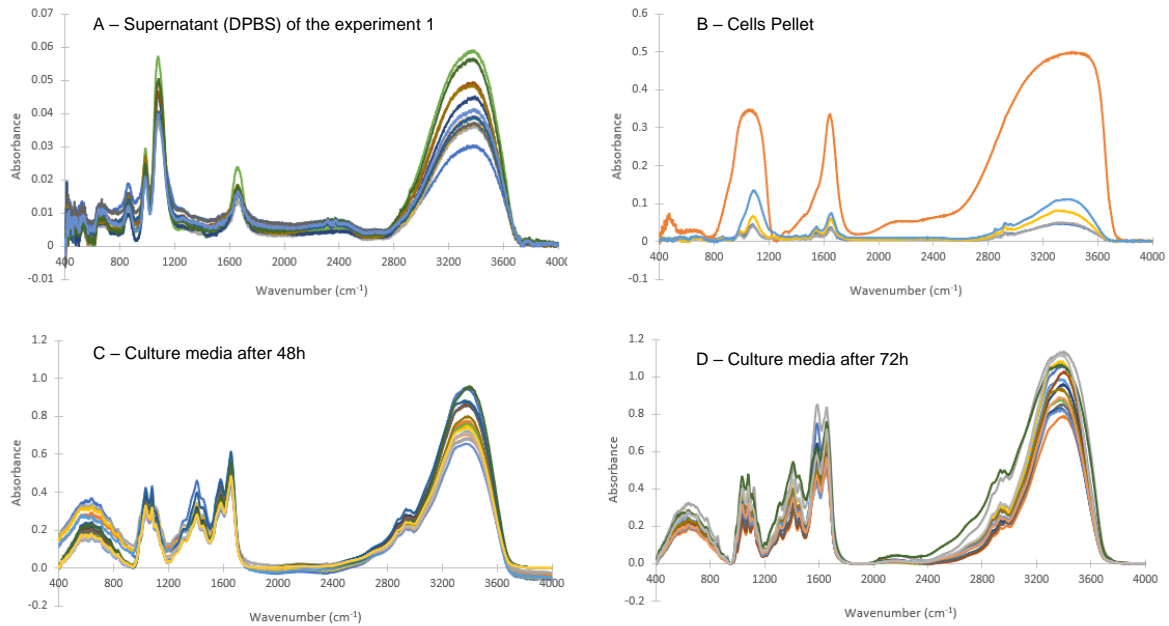 A – Supernatant (DPBS) of the experiment 1
0.07
0.06
0.05
0.04
0.03
0.02
0.01
0
-0.01
Absorbance
400 800 1200 1600 2000 2400 2800 3200 3600 4000
Wavenumber (cm⁻¹)
B – Cells Pellet
0.6
0.5
0.4
0.3
0.2
0.1
0
-0.1
Absorbance
400 800 1200 1600 2000 2400 2800 3200 3600 4000
Wavenumber (cm⁻¹)
C – Culture media after 48h
1.2
1.0
0.8
0.6
0.4
0.2
0.0
-0.2
Absorbance
400 800 1200 1600 2000 2400 2800 3200 3600 4000
Wavenumber (cm⁻¹)
D – Culture media after 72h
1.2
1.0
0.8
0.6
0.4
0.2
0.0
-0.2
Absorbance
400 800 1200 1600 2000 2400 2800 3200 3600 4000
Wavenumber (cm⁻¹)